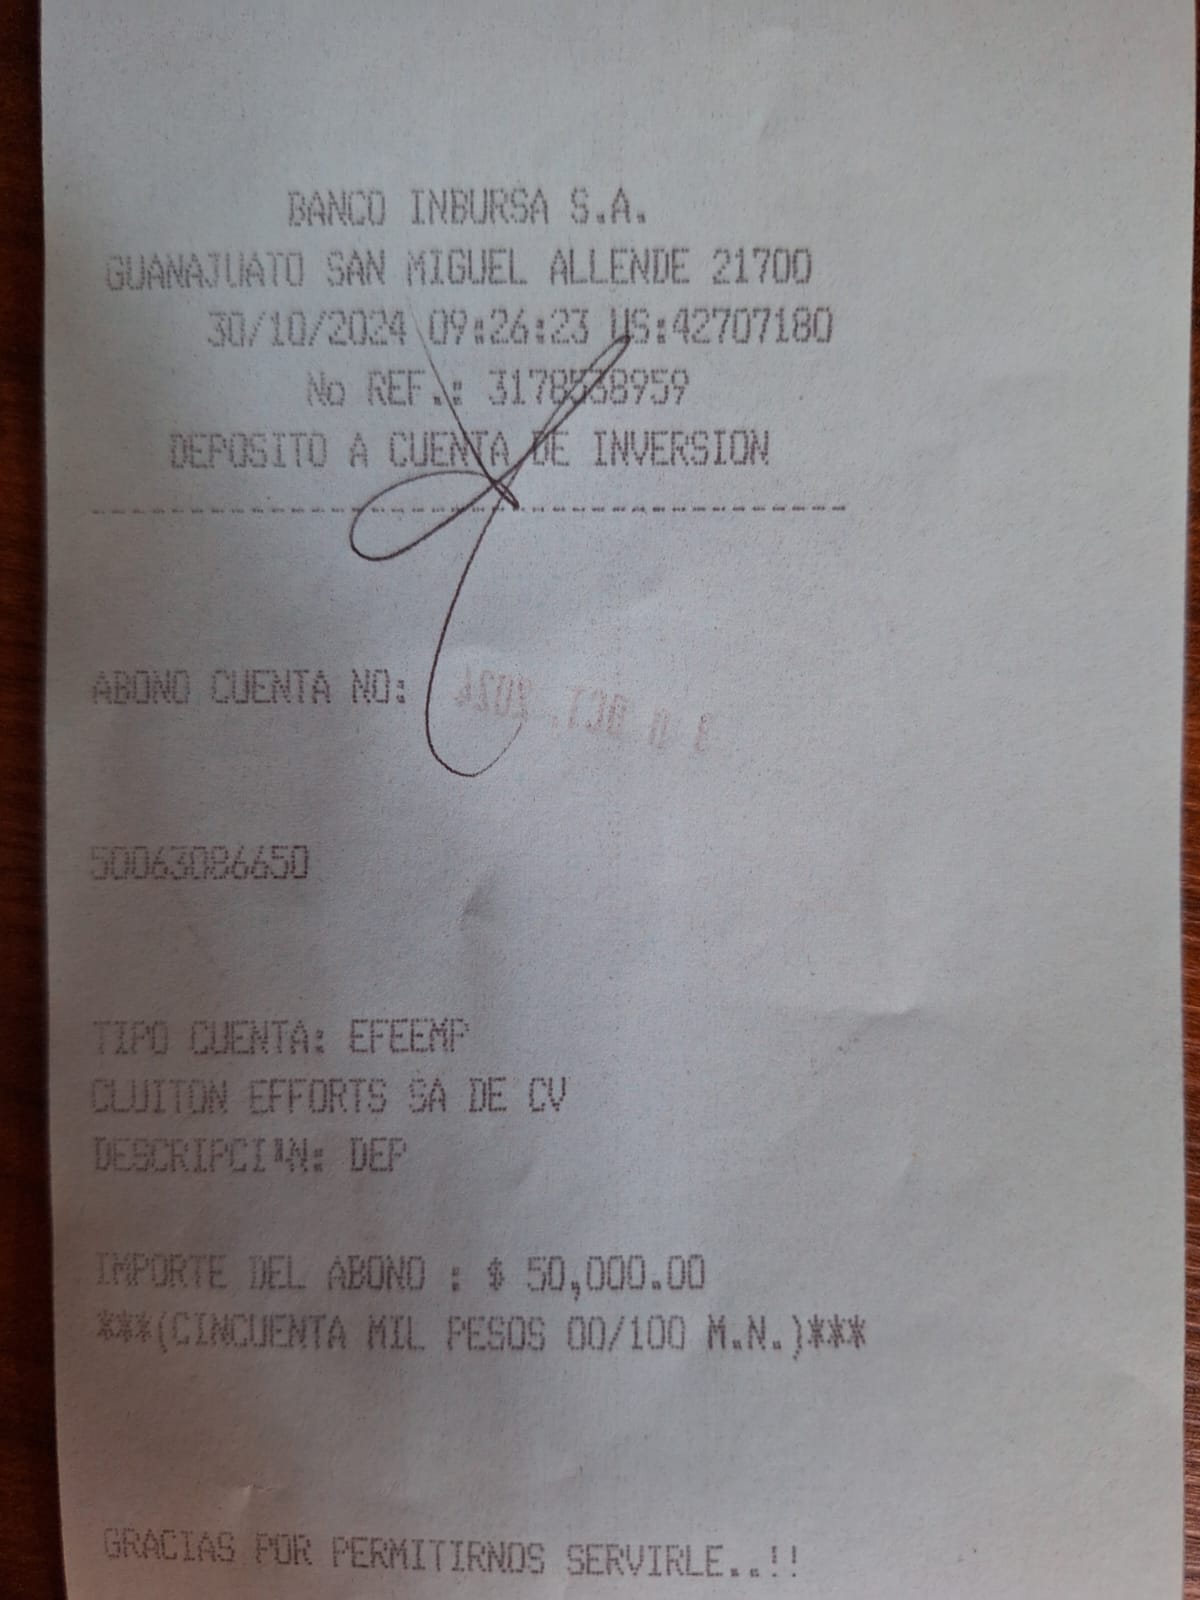 BANCO INBURSA S.A.
GUANAJUATO SAN MIGUEL ALLENDE 21700
30/10/2024 09:26:23 US:42707180
No REF.: 3178538959
DEPOSITO A CUENTA DE INVERSION
---------------------------------------
ABONO CUENTA NO:
30 OCT. 2024
50063086650
TIPO CUENTA: EFEEMP
CLUITON EFFORTS SA DE CV
DEP
IMPORTE DEL ABONO : $ 50,000.00
***(CINCUENTA MIL PESOS 00/100 M.N.)***
GRACIAS POR PERMITIRNOS SERVIRLE..!!